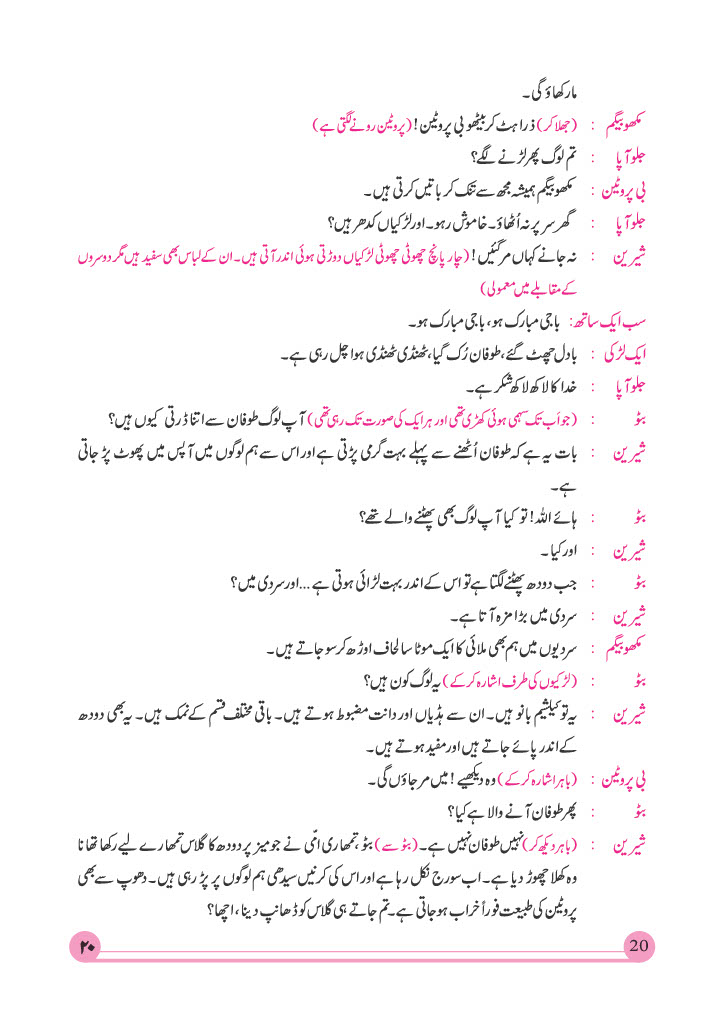 مار کھاؤ گی۔
مکھو بیگم : (جھلا کر) ذرا ہٹ کر بیٹھو بی پروٹین! (پروٹین رونے لگتی ہے)
جلو آپا : تم لوگ پھر لڑنے لگے؟
بی پروٹین : مکھو بیگم ہمیشہ مجھ سے تنک کر باتیں کرتی ہیں۔
جلو آپا : گھر سر پر نہ اُٹھاؤ۔ خاموش رہو۔ اور لڑکیاں کدھر ہیں؟
شیرین : نہ جانے کہاں مر گئیں! (چار پانچ چھوٹی چھوٹی لڑکیاں دوڑتی ہوئی اندر آتی ہیں۔ ان کے لباس بھی سفید ہیں مگر دوسروں
کے مقابلے میں معمولی)
سب ایک ساتھ: باجی مبارک ہو، باجی مبارک ہو۔
ایک لڑکی : بادل چھٹ گئے، طوفان رُک گیا، ٹھنڈی ٹھنڈی ہوا چل رہی ہے۔
جلو آپا : خدا کا لاکھ لاکھ شکر ہے۔
بٹو : (جو اب تک سہمی ہوئی کھڑی تھی اور ہر ایک کی صورت تک رہی تھی) آپ لوگ طوفان سے اتنا ڈرتی کیوں ہیں؟
شیرین : بات یہ ہے کہ طوفان اُٹھنے سے پہلے بہت گرمی پڑتی ہے اور اس سے ہم لوگوں میں آپس میں پھوٹ پڑ جاتی
ہے۔
بٹو : ہائے اللہ! تو کیا آپ لوگ بھی پھٹنے والے تھے؟
شیرین : اور کیا۔
بٹو : جب دودھ پھٹنے لگتا ہے تو اس کے اندر بہت لڑائی ہوتی ہے ... اور سردی میں؟
شیرین : سردی میں بڑا مزہ آتا ہے۔
مکھو بیگم : سردیوں میں ہم بھی ملائی کا ایک موٹا سا لحاف اوڑھ کر سو جاتے ہیں۔
بٹو : (لڑکیوں کی طرف اشارہ کر کے) یہ لوگ کون ہیں؟
شیرین : یہ تو کیلشیم بانو ہیں۔ ان سے ہڈیاں اور دانت مضبوط ہوتے ہیں۔ باقی مختلف قسم کے نمک ہیں۔ یہ بھی دودھ
کے اندر پائے جاتے ہیں اور مفید ہوتے ہیں۔
بی پروٹین : (باہر اشارہ کر کے) وہ دیکھیے! میں مر جاؤں گی۔
بٹو : پھر طوفان آنے والا ہے کیا؟
شیرین : (باہر دیکھ کر) نہیں طوفان نہیں ہے۔ (بٹو سے) بٹو، تمھاری امّی نے جو میز پر دودھ کا گلاس تمھارے لیے رکھا تھا نا
وہ کھلا چھوڑ دیا ہے۔ اب سورج نکل رہا ہے اور اس کی کرنیں سیدھی ہم لوگوں پر پڑ رہی ہیں۔ دھوپ سے بھی
پروٹین کی طبیعت فوراً خراب ہو جاتی ہے۔ تم جاتے ہی گلاس کو ڈھانپ دینا، اچھا؟
20
۲۰